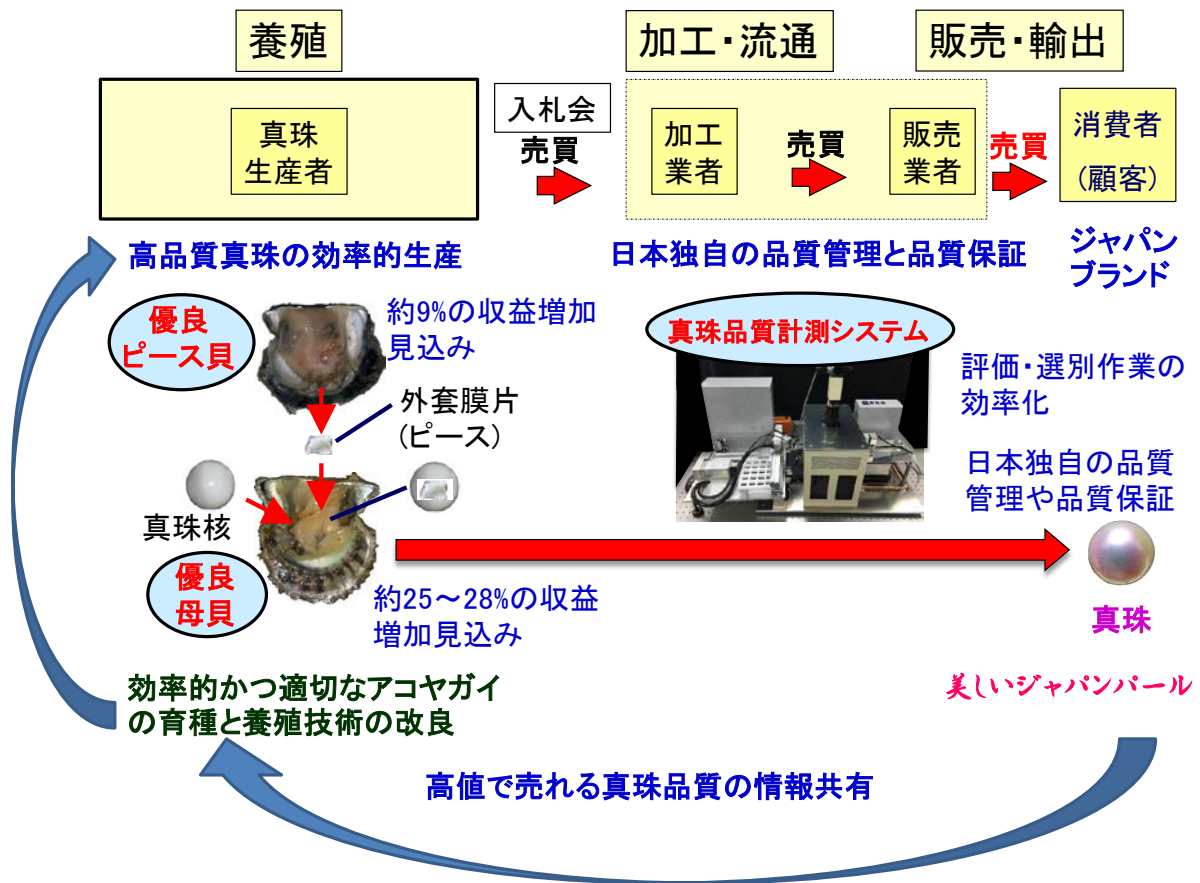 養殖
加工・流通
販売・輸出
真珠
生産者
入札会
売買
加工
業者
売買
販売
業者
売買
消費者
(顧客)
高品質真珠の効率的生産
日本独自の品質管理と品質保証
ジャパン
ブランド
優良
ピース貝
約9%の収益増加
見込み
真珠品質計測システム
評価・選別作業の
効率化
外套膜片
(ピース)
日本独自の品質
管理や品質保証
真珠核
優良
母貝
約25～28%の収益
増加見込み
真珠
効率的かつ適切なアコヤガイ
の育種と養殖技術の改良
美しいジャパンパール
高値で売れる真珠品質の情報共有